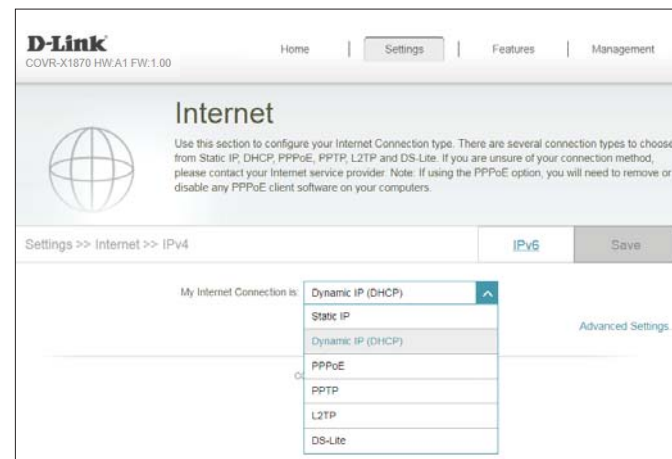 D-Link
COVR-X1870 HW:A1 FW:1.00
Home | Settings | Features | Management
Internet
Use this section to configure your Internet Connection type. There are several connection types to choose
from Static IP, DHCP, PPPoE, PPTP, L2TP and DS-Lite. If you are unsure of your connection method,
please contact your Internet service provider. Note: If using the PPPoE option, you will need to remove or
disable any PPPoE client software on your computers.
Settings >> Internet >> IPv4
IPv6
Save
My Internet Connection is: Dynamic IP (DHCP)
Static IP
Dynamic IP (DHCP)
Advanced Settings
PPPoE
PPTP
L2TP
DS-Lite